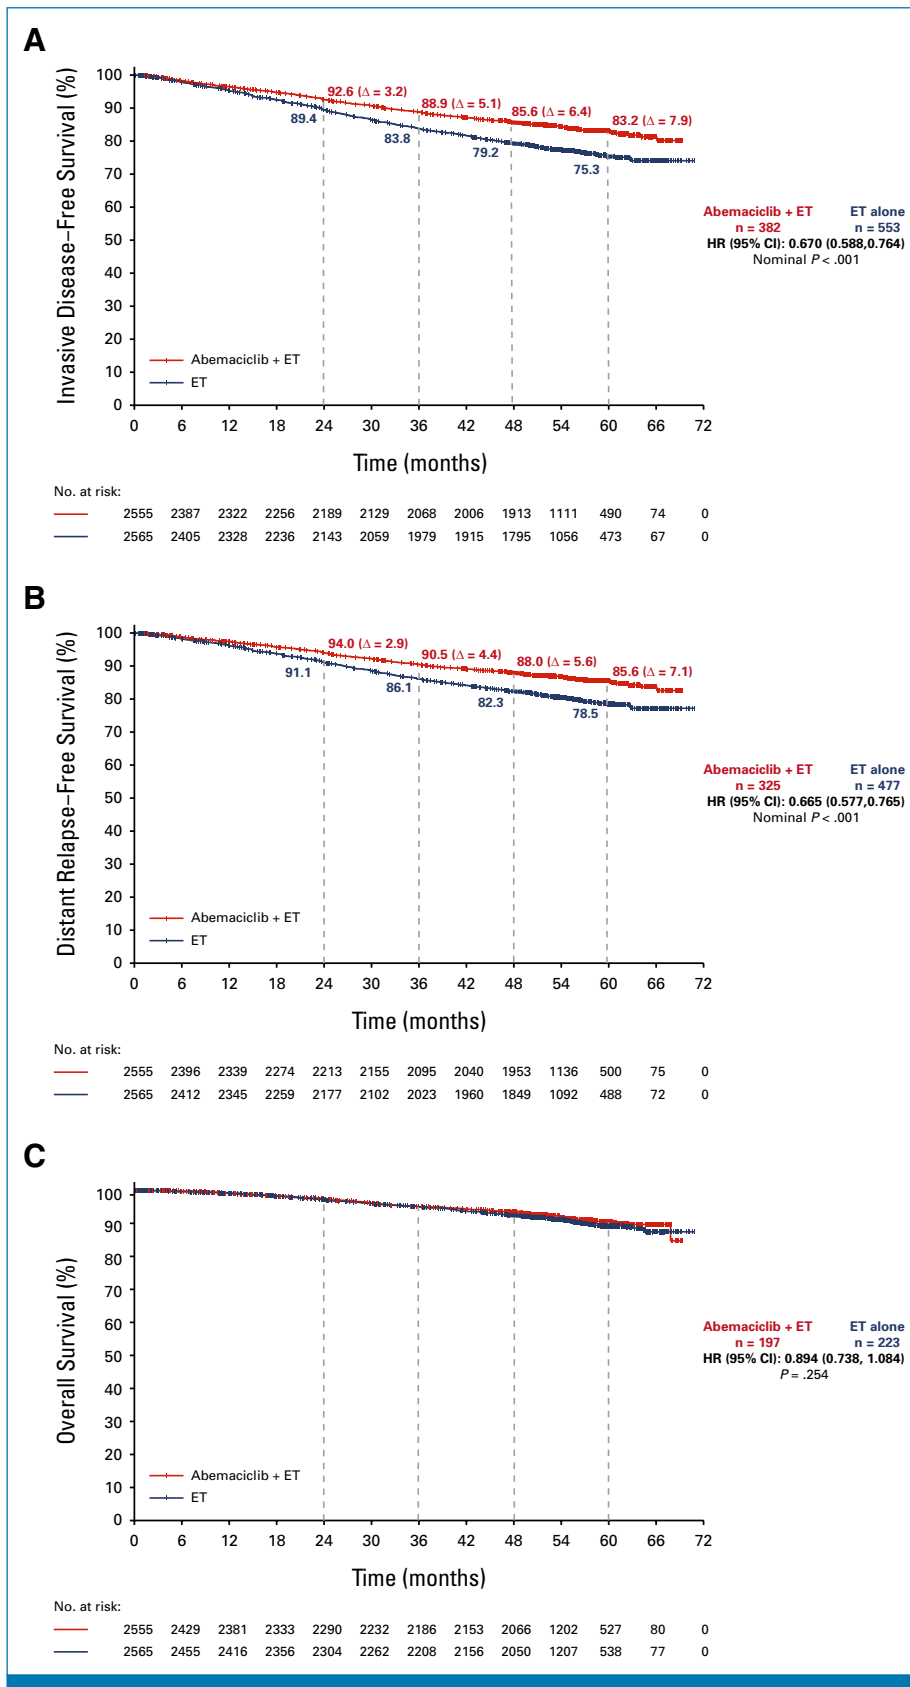 A
Invasive Disease–Free Survival (%)
100
90
80
70
60
50
40
30
20
10
0
92.6 (Δ = 3.2)
88.9 (Δ = 5.1)
85.6 (Δ = 6.4)
83.2 (Δ = 7.9)
89.4
83.8
79.2
75.3
Abemaciclib + ET
ET
0 6 12 18 24 30 36 42 48 54 60 66 72
Time (months)
Abemaciclib + ET ET alone
n = 382 n = 553
HR (95% CI): 0.670 (0.588,0.764)
Nominal P < .001
No. at risk:
2555 2387 2322 2256 2189 2129 2068 2006 1913 1111 490 74 0
2565 2405 2328 2236 2143 2059 1979 1915 1795 1056 473 67 0
B
Distant Relapse–Free Survival (%)
100
90
80
70
60
50
40
30
20
10
0
94.0 (Δ = 2.9)
90.5 (Δ = 4.4)
88.0 (Δ = 5.6)
85.6 (Δ = 7.1)
91.1
86.1
82.3
78.5
Abemaciclib + ET
ET
0 6 12 18 24 30 36 42 48 54 60 66 72
Time (months)
Abemaciclib + ET ET alone
n = 325 n = 477
HR (95% CI): 0.665 (0.577,0.765)
Nominal P < .001
No. at risk:
2555 2396 2339 2274 2213 2155 2095 2040 1953 1136 500 75 0
2565 2412 2345 2259 2177 2102 2023 1960 1849 1092 488 72 0
C
Overall Survival (%)
100
90
80
70
60
50
40
30
20
10
0
Abemaciclib + ET
ET
0 6 12 18 24 30 36 42 48 54 60 66 72
Time (months)
Abemaciclib + ET ET alone
n = 197 n = 223
HR (95% CI): 0.894 (0.738, 1.084)
P = .254
No. at risk:
2555 2429 2381 2333 2290 2232 2186 2153 2066 1202 527 80 0
2565 2455 2416 2356 2304 2262 2208 2156 2050 1207 538 77 0